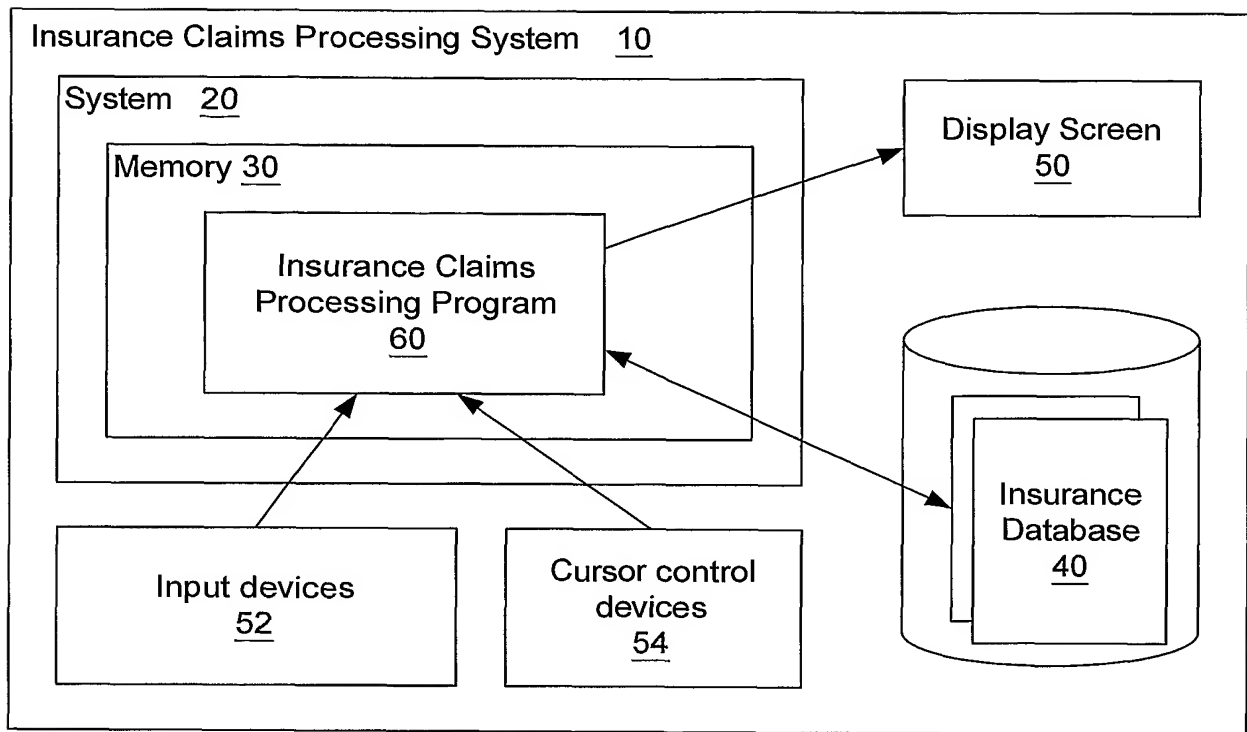 Insurance Claims Processing System 10
System 20
Memory 30
Insurance Claims
Processing Program
60
Display Screen
50
Insurance
Database
40
Input devices
52
Cursor control
devices
54